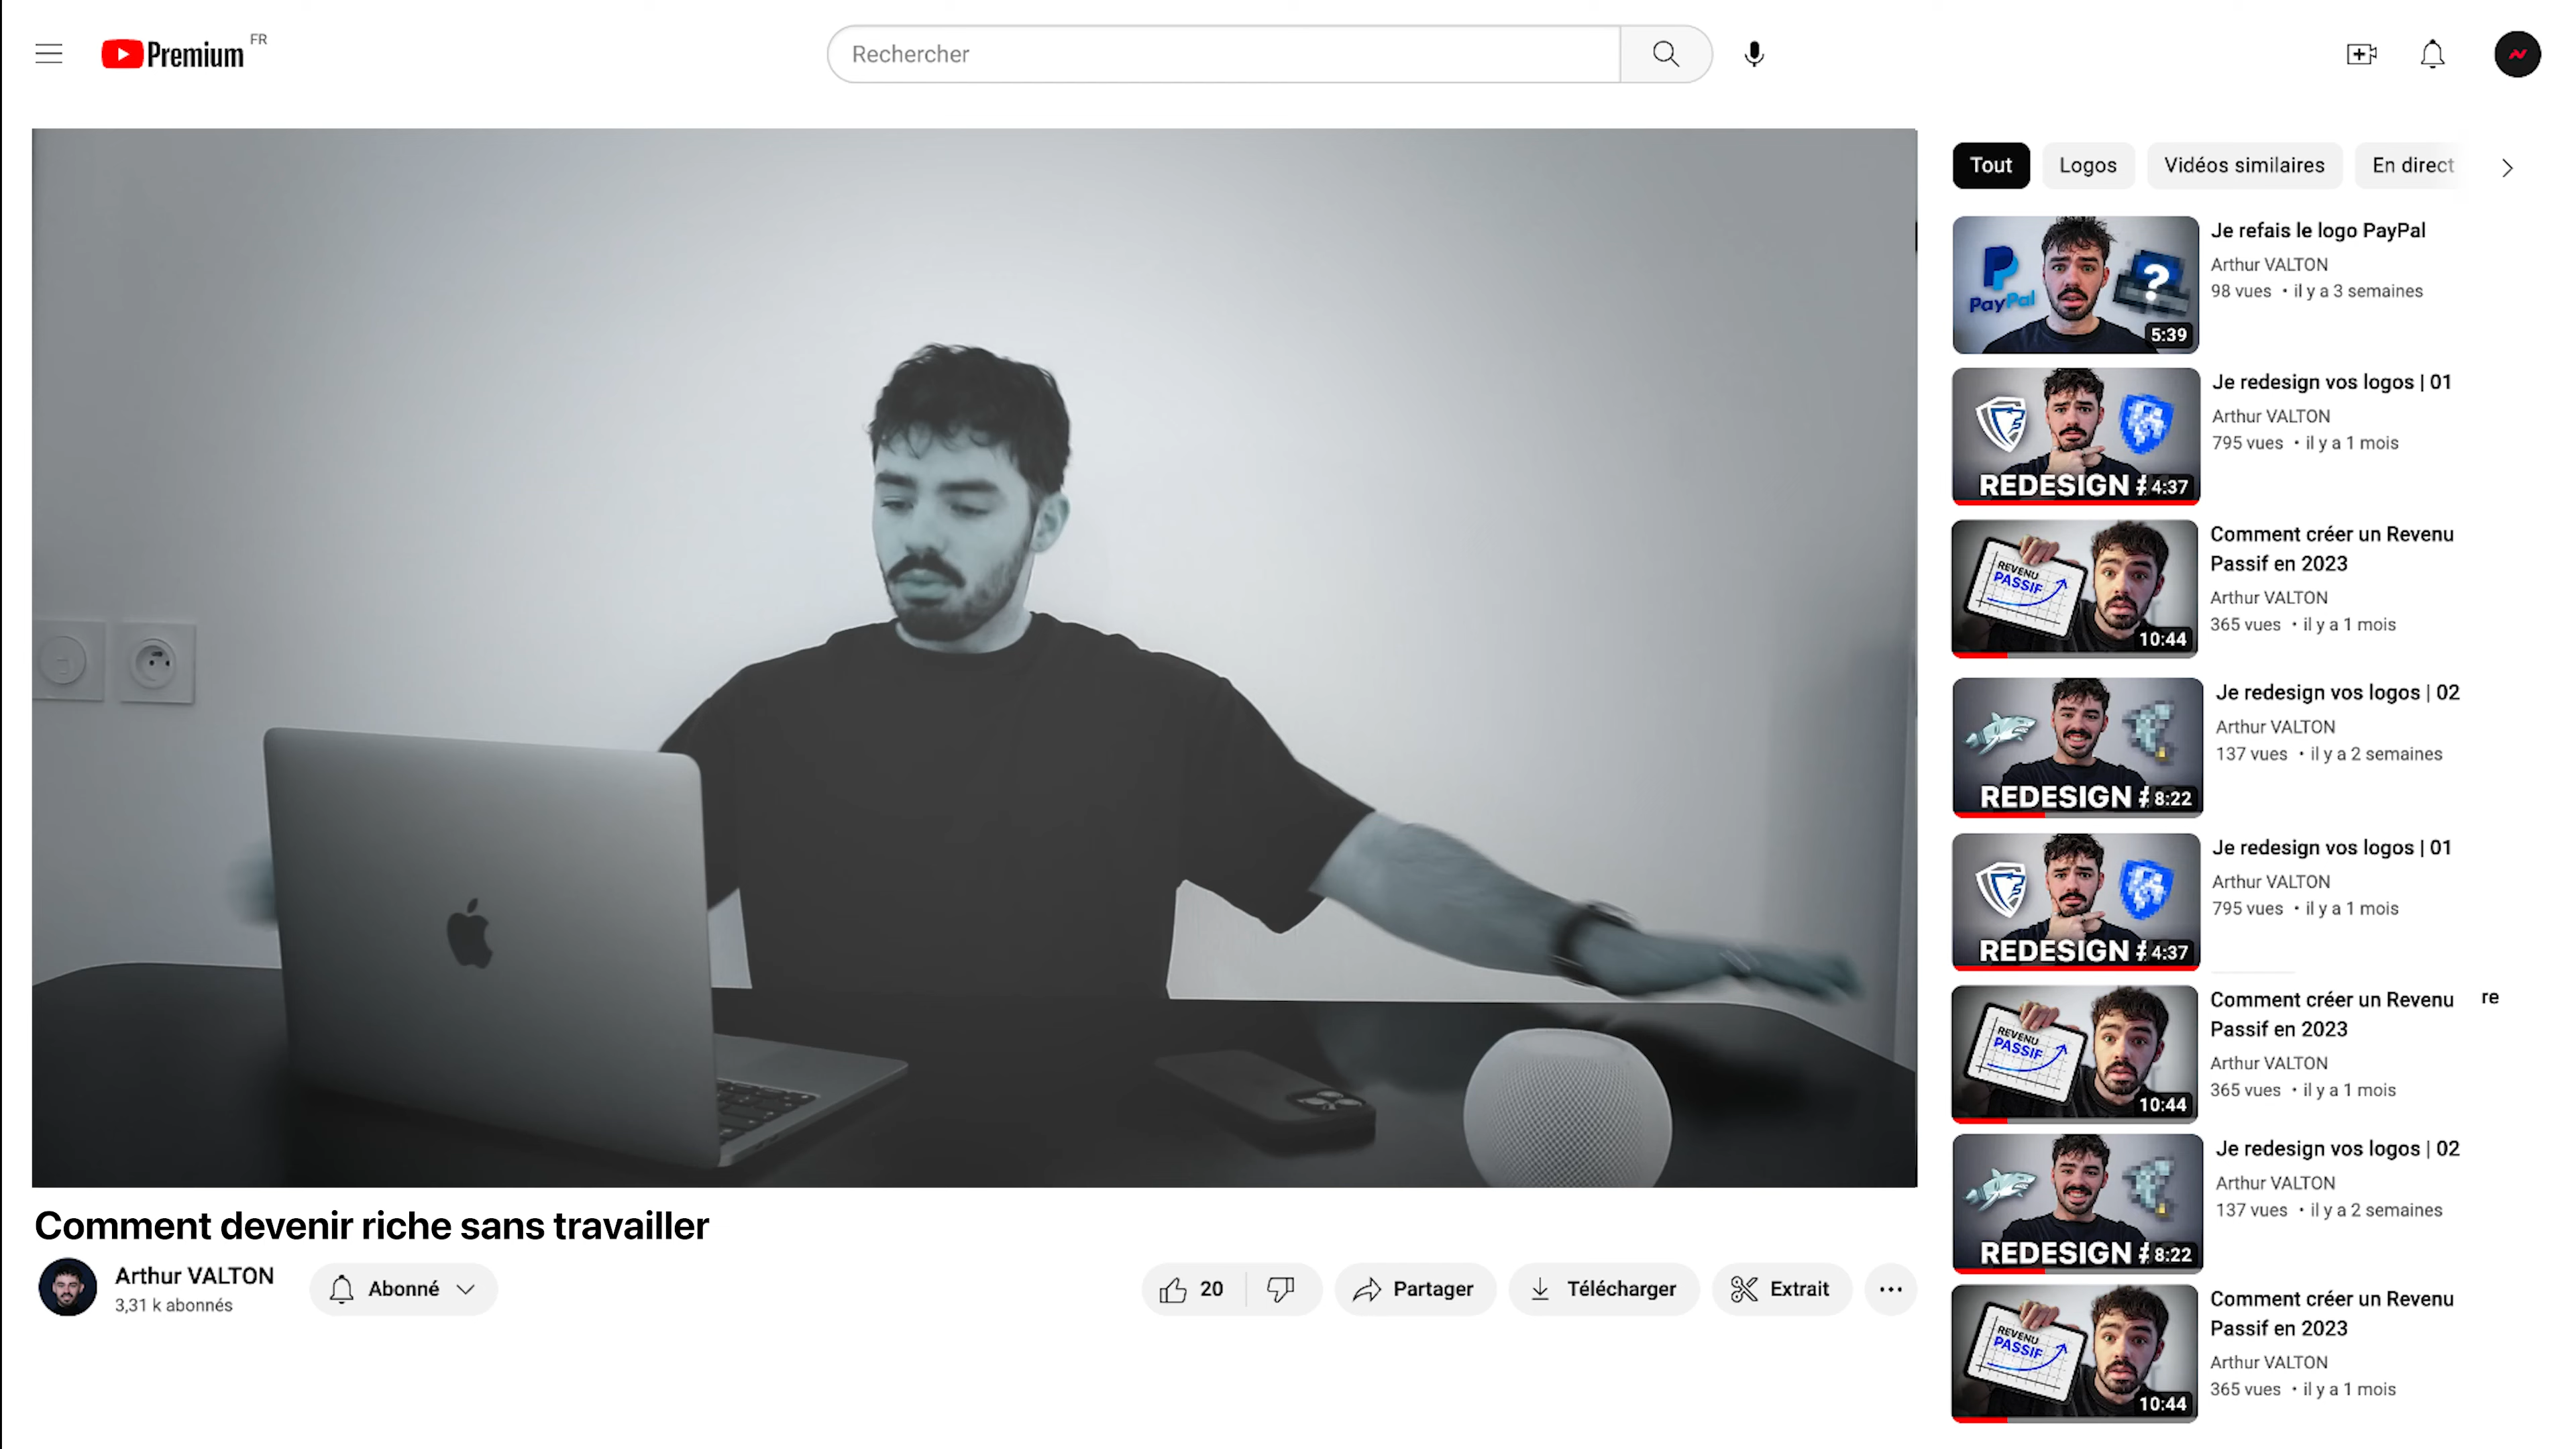 Premium FR
Rechercher
Tout
Logos
Vidéos similaires
En direct
PayPal
?
5:39
Je refais le logo PayPal
Arthur VALTON
98 vues • il y a 3 semaines
REDESIGN #
4:37
Je redesign vos logos | 01
Arthur VALTON
795 vues • il y a 1 mois
REVENU
PASSIF
10:44
Comment créer un Revenu
Passif en 2023
Arthur VALTON
365 vues • il y a 1 mois
REDESIGN #
8:22
Je redesign vos logos | 02
Arthur VALTON
137 vues • il y a 2 semaines
REDESIGN #
4:37
Je redesign vos logos | 01
Arthur VALTON
795 vues • il y a 1 mois
REVENU
PASSIF
10:44
Comment créer un Revenu
re
Passif en 2023
Arthur VALTON
365 vues • il y a 1 mois
REDESIGN #
8:22
Je redesign vos logos | 02
Arthur VALTON
137 vues • il y a 2 semaines
REVENU
PASSIF
10:44
Comment créer un Revenu
Passif en 2023
Arthur VALTON
365 vues • il y a 1 mois
Comment devenir riche sans travailler
Arthur VALTON
3,31 k abonnés
Abonné
20
Partager
Télécharger
Extrait